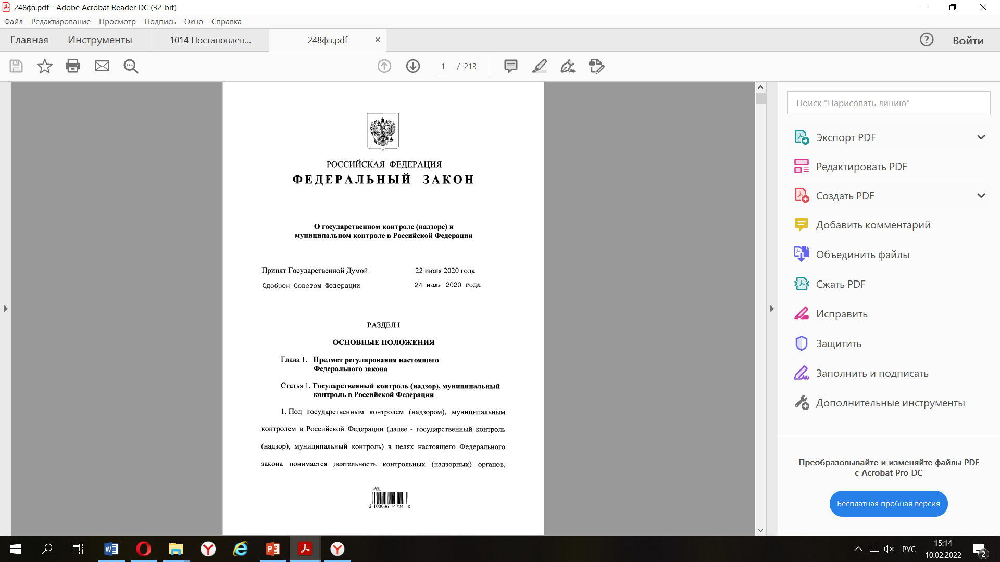 248фз.pdf - Adobe Acrobat Reader DC (32-bit)
Файл Редактирование Просмотр Подпись Окно Справка
Главная Инструменты 1014 Постановлен... 248фз.pdf × ? Войти
1 / 213
РОССИЙСКАЯ ФЕДЕРАЦИЯ
ФЕДЕРАЛЬНЫЙ ЗАКОН
О государственном контроле (надзоре) и
муниципальном контроле в Российской Федерации
Принят Государственной Думой 22 июля 2020 года
Одобрен Советом Федерации 24 июля 2020 года
РАЗДЕЛ I
ОСНОВНЫЕ ПОЛОЖЕНИЯ
Глава 1. Предмет регулирования настоящего
Федерального закона
Статья 1. Государственный контроль (надзор), муниципальный
контроль в Российской Федерации
1. Под государственным контролем (надзором), муниципальным
контролем в Российской Федерации (далее - государственный контроль
(надзор), муниципальный контроль) в целях настоящего Федерального
закона понимается деятельность контрольных (надзорных) органов,
2 100036 14724 8
Поиск "Нарисовать линию"
Экспорт PDF
Редактировать PDF
Создать PDF
Добавить комментарий
Объединить файлы
Сжать PDF
Исправить
Защитить
Заполнить и подписать
Дополнительные инструменты
Преобразовывайте и изменяйте файлы PDF
с Acrobat Pro DC
Бесплатная пробная версия
РУС
15:14
10.02.2022
2